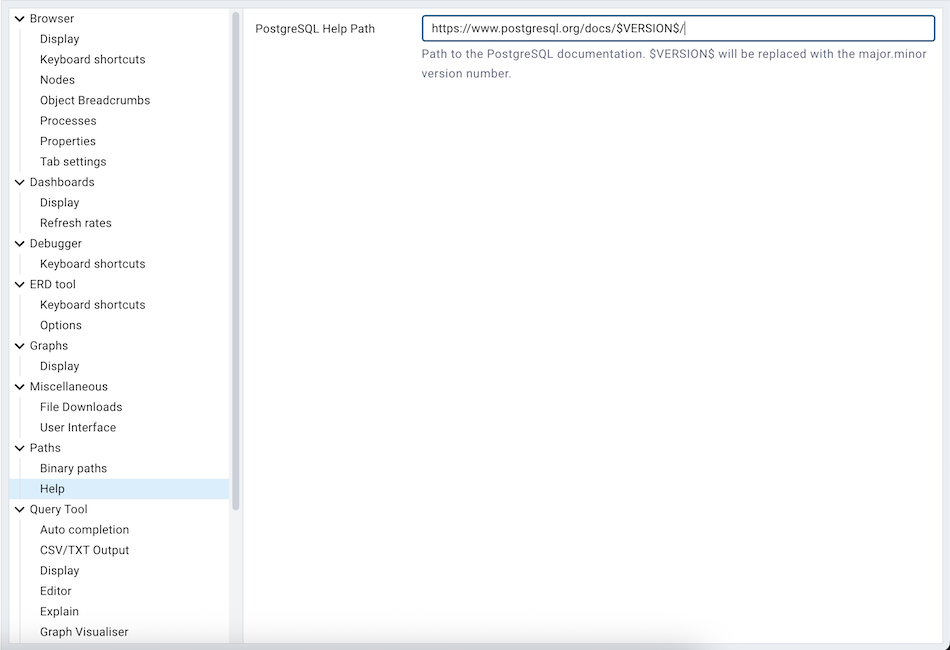 Browser
Display
Keyboard shortcuts
Nodes
Object Breadcrumbs
Processes
Properties
Tab settings
Dashboards
Display
Refresh rates
Debugger
Keyboard shortcuts
ERD tool
Keyboard shortcuts
Options
Graphs
Display
Miscellaneous
File Downloads
User Interface
Paths
Binary paths
Help
Query Tool
Auto completion
CSV/TXT Output
Display
Editor
Explain
Graph Visualiser
PostgreSQL Help Path
https://www.postgresql.org/docs/$VERSION$/
Path to the PostgreSQL documentation. $VERSION$ will be replaced with the major.minor
version number.